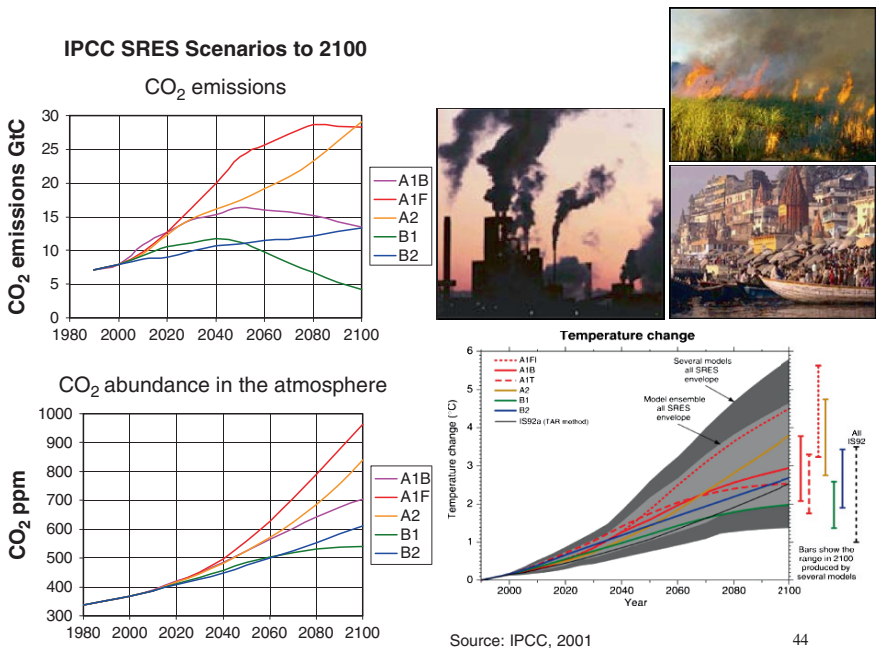 IPCC SRES Scenarios to 2100
CO2 emissions
CO2 emissions GtC
30
25
20
15
10
5
0
1980 2000 2020 2040 2060 2080 2100
A1B
A1F
A2
B1
B2
CO2 abundance in the atmosphere
CO2 ppm
1000
900
800
700
600
500
400
300
1980 2000 2020 2040 2060 2080 2100
A1B
A1F
A2
B1
B2
Temperature change
Temperature change (°C)
6
5
4
3
2
1
0
2000 2020 2040 2060 2080 2100
Year
A1FI
A1B
A1T
A2
B1
B2
IS92a (TAR method)
Several models
all SRES
envelope
Model ensemble
all SRES
envelope
All
IS92
Bars show the
range in 2100
produced by
several models
Source: IPCC, 2001
44